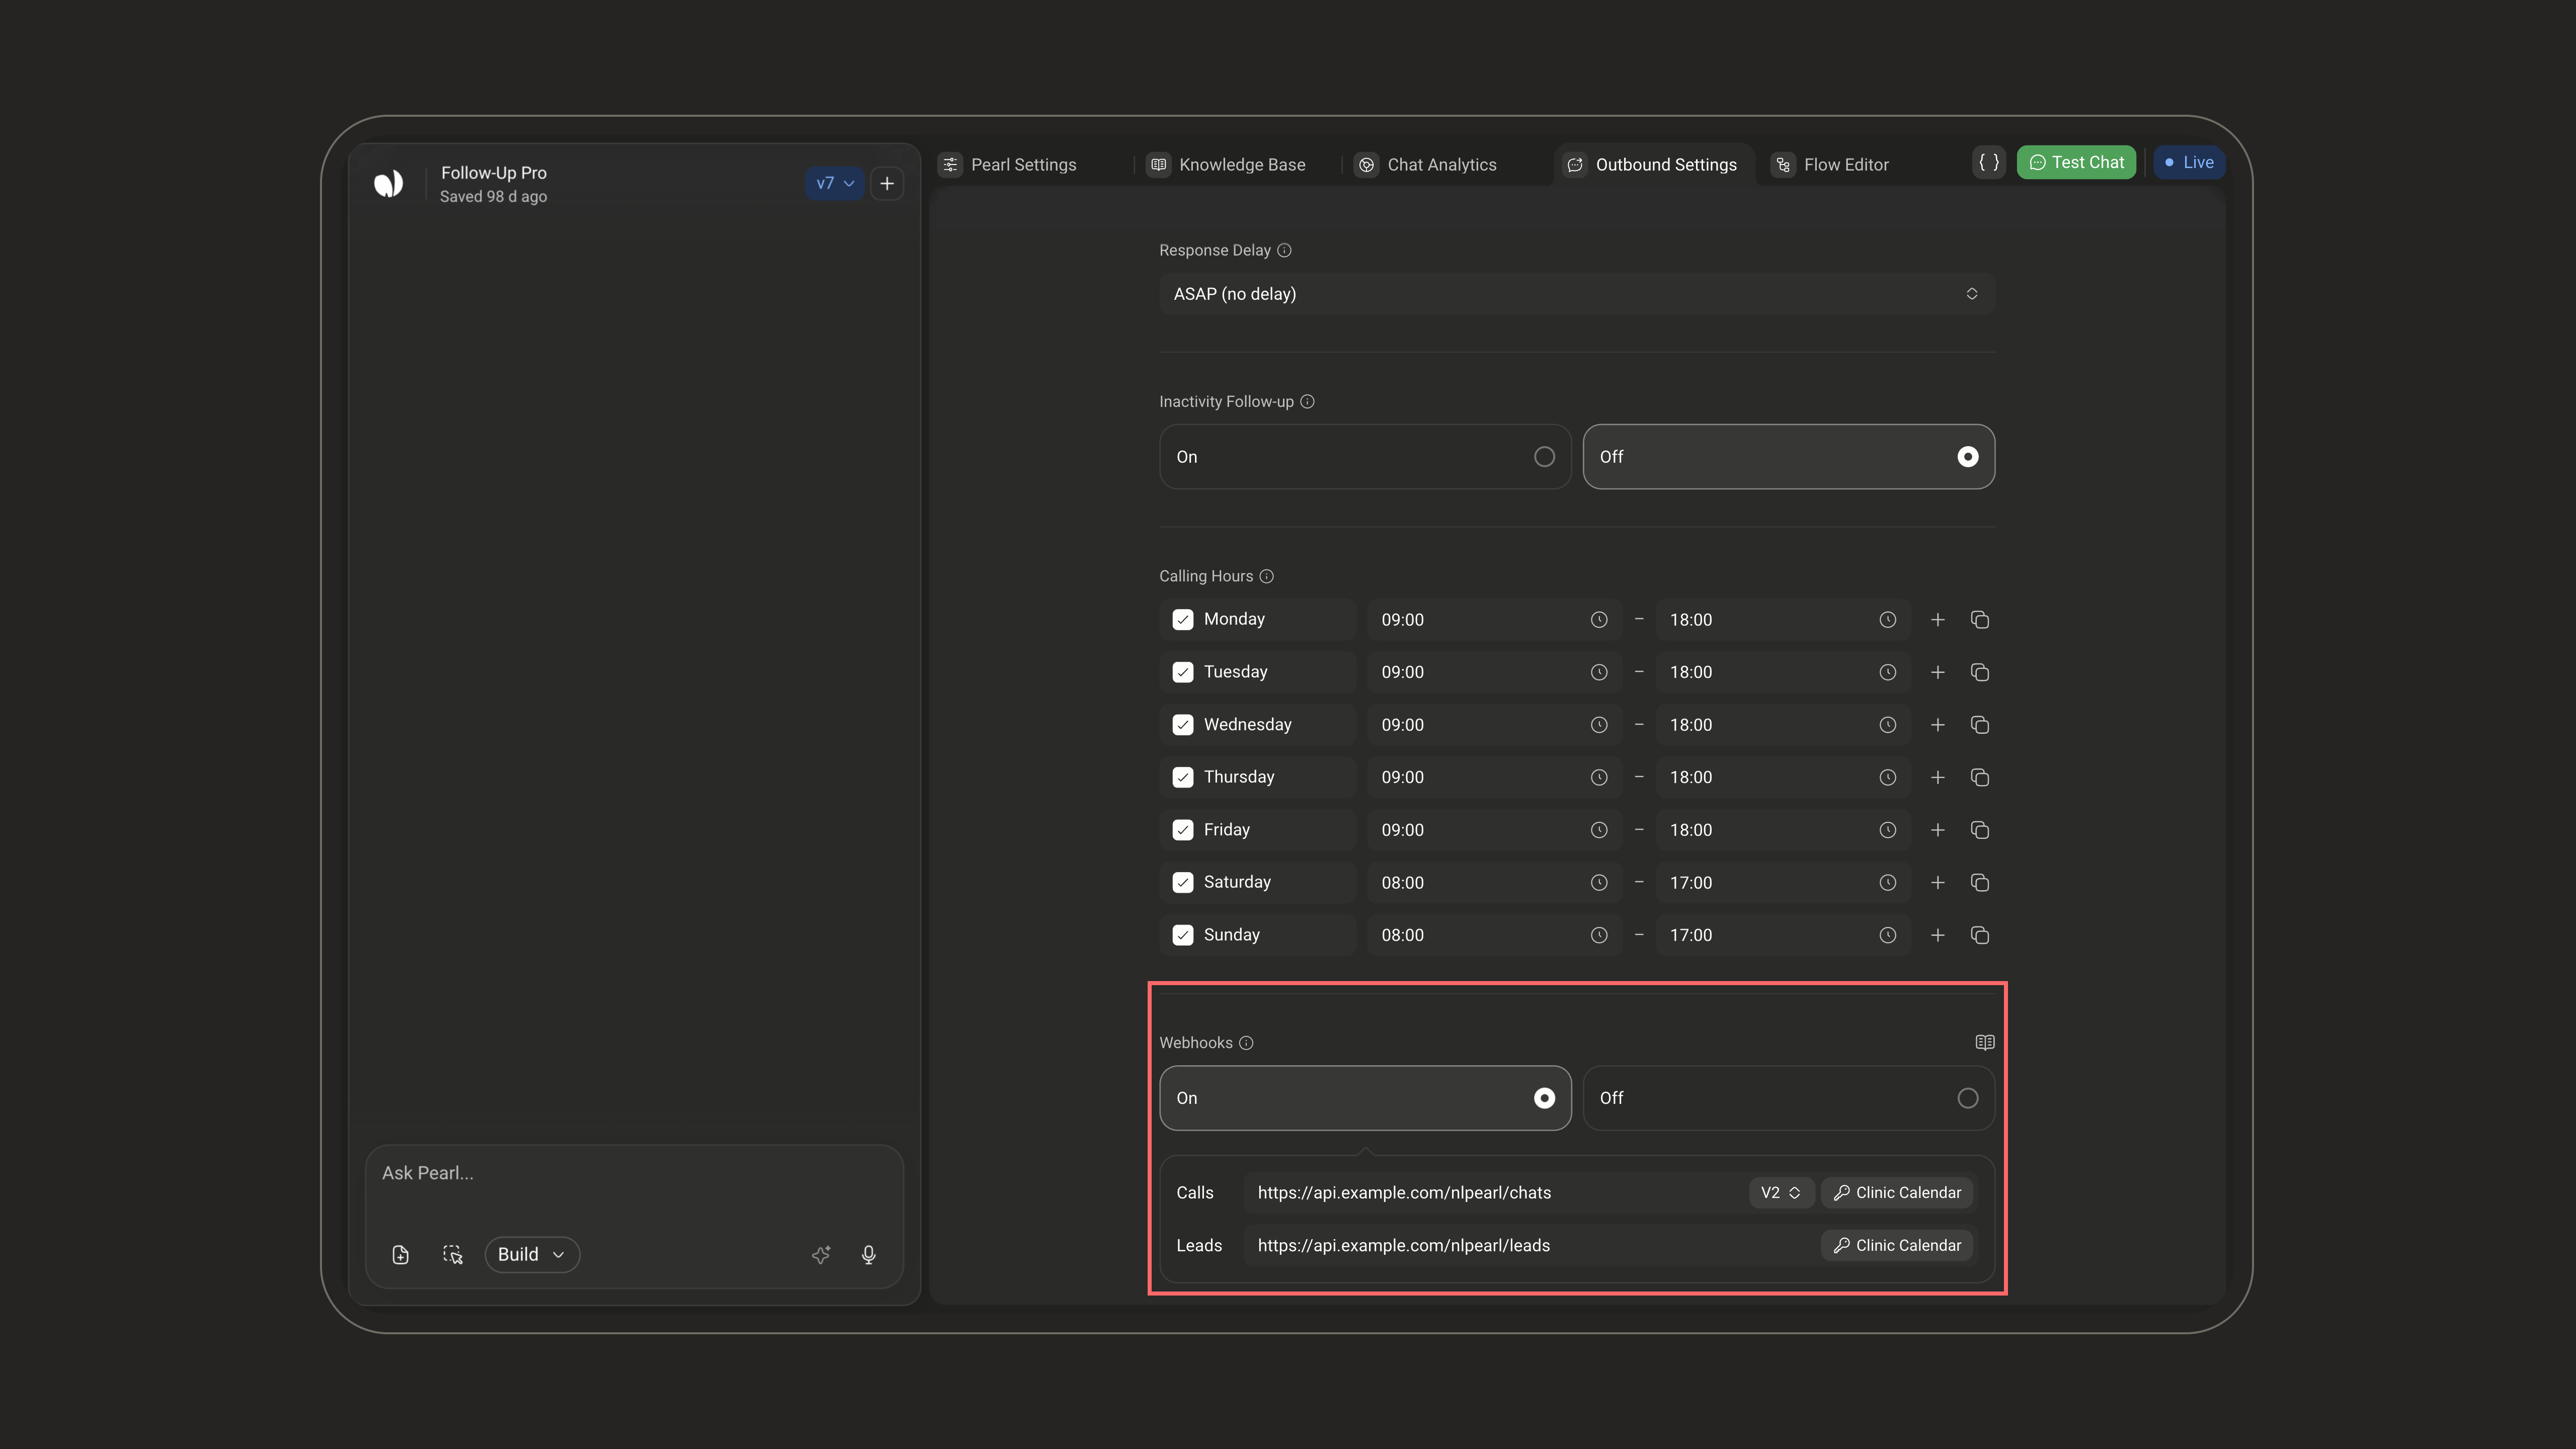 Follow-Up Pro
Saved 98 d ago
v7
Pearl Settings
Knowledge Base
Chat Analytics
Outbound Settings
Flow Editor
{ }
Test Chat
Live
Response Delay
ASAP (no delay)
Inactivity Follow-up
On
Off
Calling Hours
Monday 09:00 – 18:00
Tuesday 09:00 – 18:00
Wednesday 09:00 – 18:00
Thursday 09:00 – 18:00
Friday 09:00 – 18:00
Saturday 08:00 – 17:00
Sunday 08:00 – 17:00
Webhooks
On
Off
Calls https://api.example.com/nlpearl/chats V2 Clinic Calendar
Leads https://api.example.com/nlpearl/leads Clinic Calendar
Ask Pearl...
Build